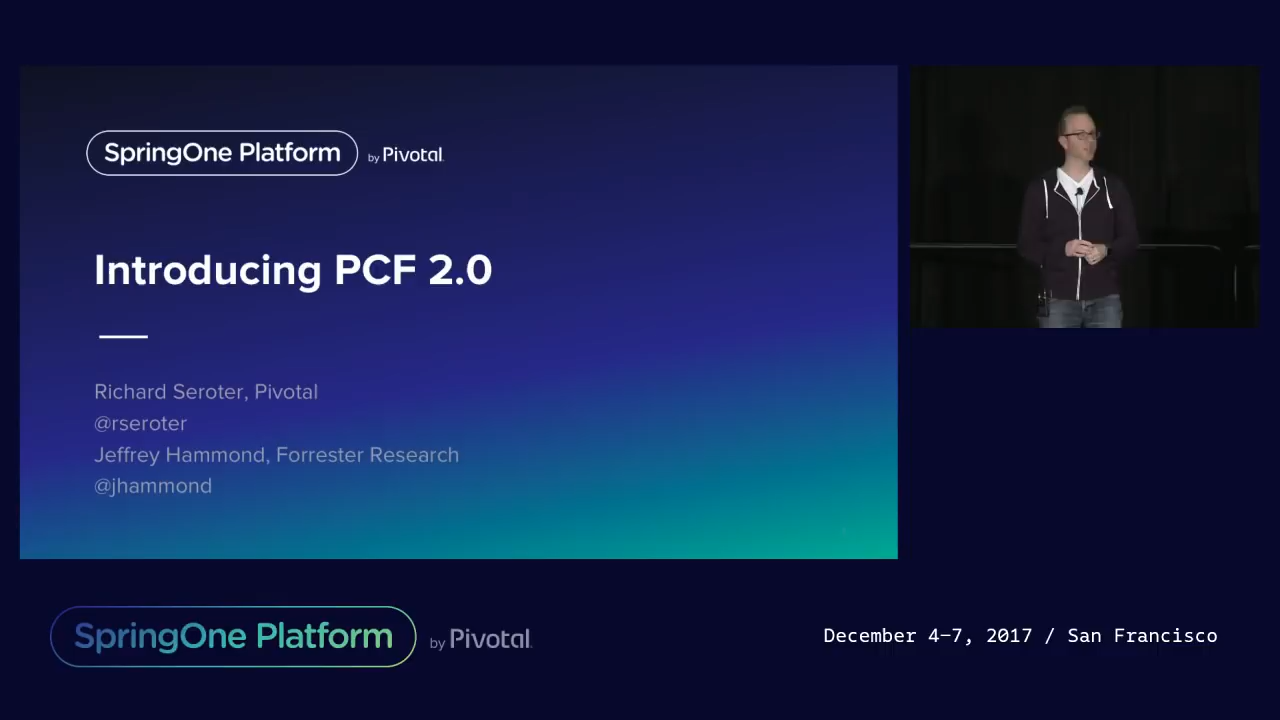 SpringOne Platform by Pivotal
Introducing PCF 2.0
Richard Seroter, Pivotal
@rseroter
Jeffrey Hammond, Forrester Research
@jhammond
SpringOne Platform by Pivotal.
December 4–7, 2017 / San Francisco